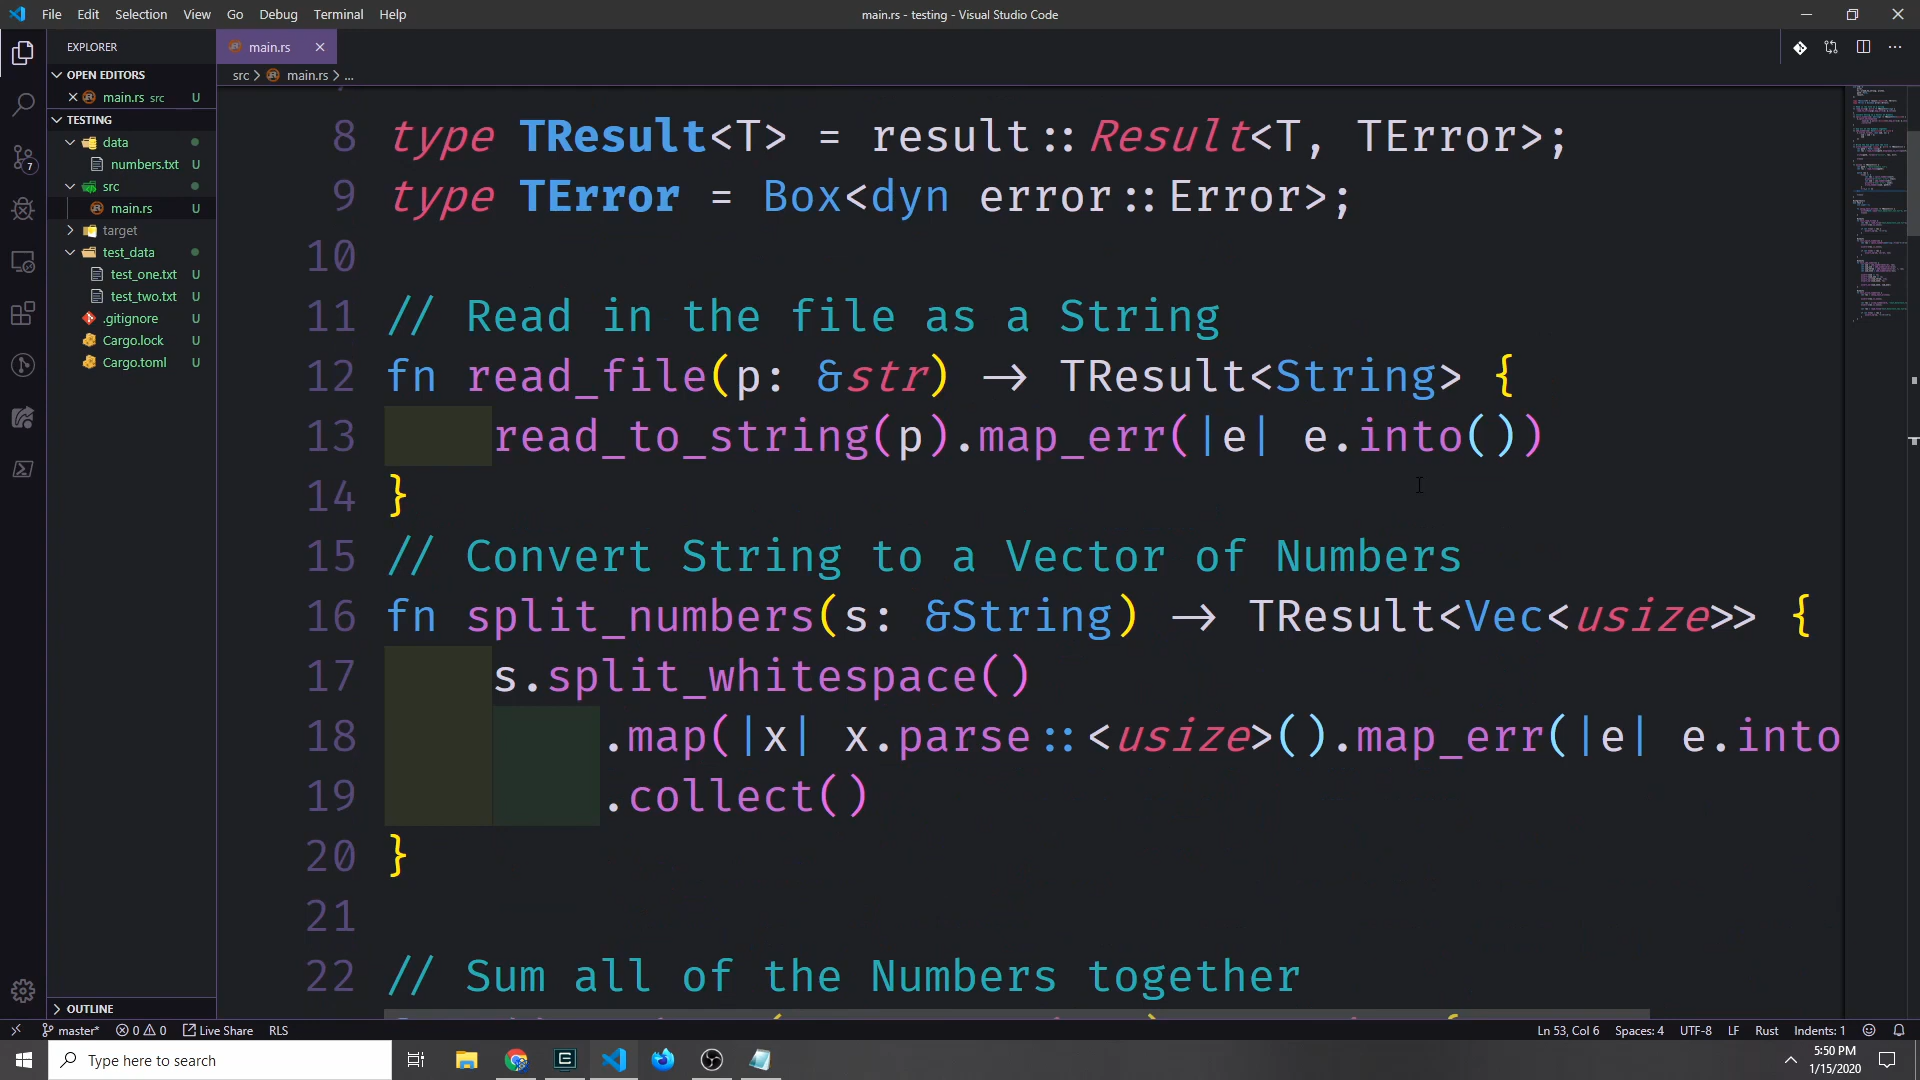 File Edit Selection View Go Debug Terminal Help
main.rs - testing - Visual Studio Code
EXPLORER
OPEN EDITORS
main.rs src U
TESTING
data
numbers.txt U
src
main.rs U
target
test_data
test_one.txt U
test_two.txt U
.gitignore U
Cargo.lock U
Cargo.toml U
OUTLINE
7
main.rs
src > main.rs > ...
8 type TResult<T> = result::Result<T, TError>;
9 type TError = Box<dyn error::Error>;
10
11 // Read in the file as a String
12 fn read_file(p: &str) -> TResult<String> {
13 read_to_string(p).map_err(|e| e.into())
14 }
15 // Convert String to a Vector of Numbers
16 fn split_numbers(s: &String) -> TResult<Vec<usize>> {
17 s.split_whitespace()
18 .map(|x| x.parse::<usize>().map_err(|e| e.into
19 .collect()
20 }
21
22 // Sum all of the Numbers together
master* 0 0 Live Share RLS
Ln 53, Col 6 Spaces: 4 UTF-8 LF Rust Indents: 1
Type here to search
5:50 PM
1/15/2020